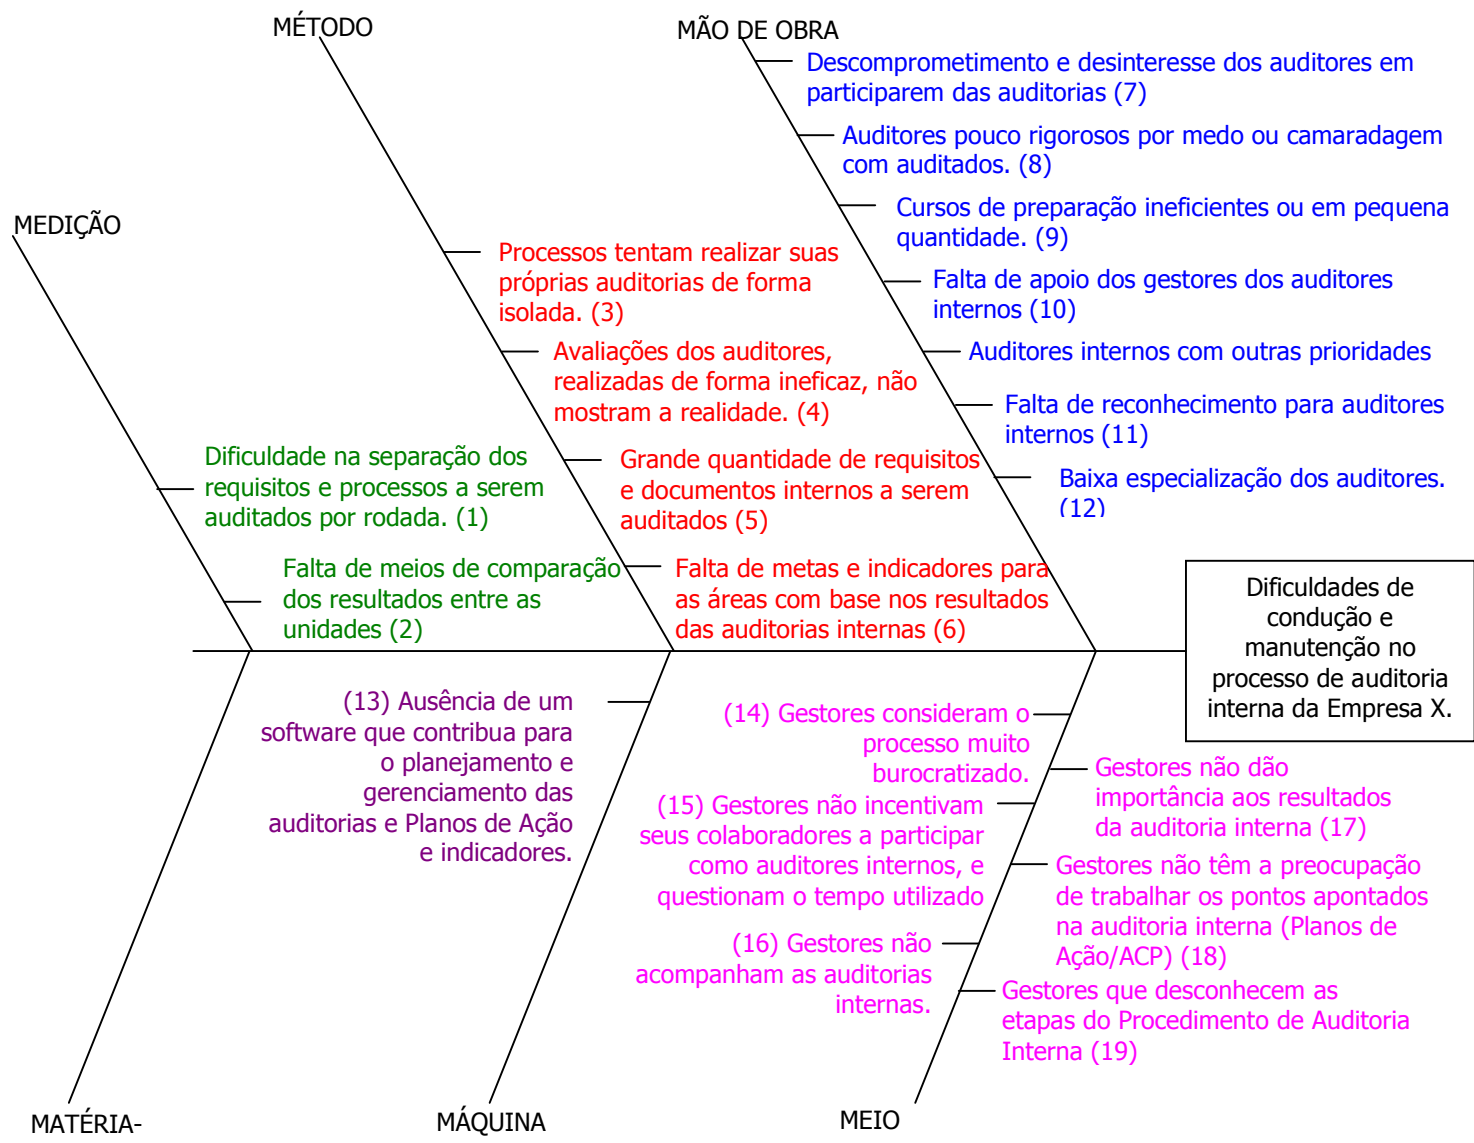 MÉTODO
MÃO DE OBRA
Descomprometimento e desinteresse dos auditores em
participarem das auditorias (7)
Auditores pouco rigorosos por medo ou camaradagem
com auditados. (8)
Cursos de preparação ineficientes ou em pequena
quantidade. (9)
Falta de apoio dos gestores dos auditores
internos (10)
Auditores internos com outras prioridades
Falta de reconhecimento para auditores
internos (11)
Baixa especialização dos auditores.
(12)
Processos tentam realizar suas
próprias auditorias de forma
isolada. (3)
Avaliações dos auditores,
realizadas de forma ineficaz, não
mostram a realidade. (4)
Grande quantidade de requisitos
e documentos internos a serem
auditados (5)
Falta de metas e indicadores para
as áreas com base nos resultados
das auditorias internas (6)
MEDIÇÃO
Dificuldade na separação dos
requisitos e processos a serem
auditados por rodada. (1)
Falta de meios de comparação
dos resultados entre as
unidades (2)
Dificuldades de
condução e
manutenção no
processo de auditoria
interna da Empresa X.
(13) Ausência de um
software que contribua para
o planejamento e
gerenciamento das
auditorias e Planos de Ação
e indicadores.
(14) Gestores consideram o
processo muito
burocratizado.
(15) Gestores não incentivam
seus colaboradores a participar
como auditores internos, e
questionam o tempo utilizado
(16) Gestores não
acompanham as auditorias
internas.
Gestores não dão
importância aos resultados
da auditoria interna (17)
Gestores não têm a preocupação
de trabalhar os pontos apontados
na auditoria interna (Planos de
Ação/ACP) (18)
Gestores que desconhecem as
etapas do Procedimento de Auditoria
Interna (19)
MATÉRIA-
MÁQUINA
MEIO